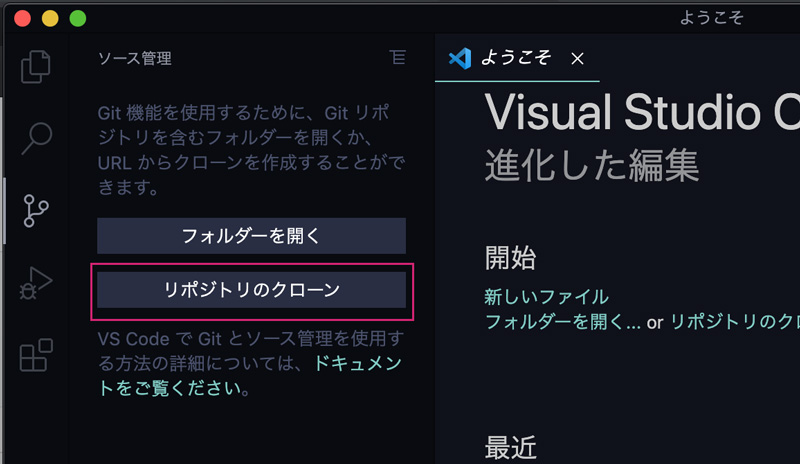 ようこそ
ソース管理
ようこそ
Git 機能を使用するために、Git リポ
ジトリを含むフォルダーを開くか、
URL からクローンを作成することがで
きます。
フォルダーを開く
リポジトリのクローン
VS Code で Git とソース管理を使用す
る方法の詳細については、ドキュメン
トをご覧ください。
Visual Studio C
進化した編集
開始
新しいファイル
フォルダーを開く... or リポジトリのクロ
最近